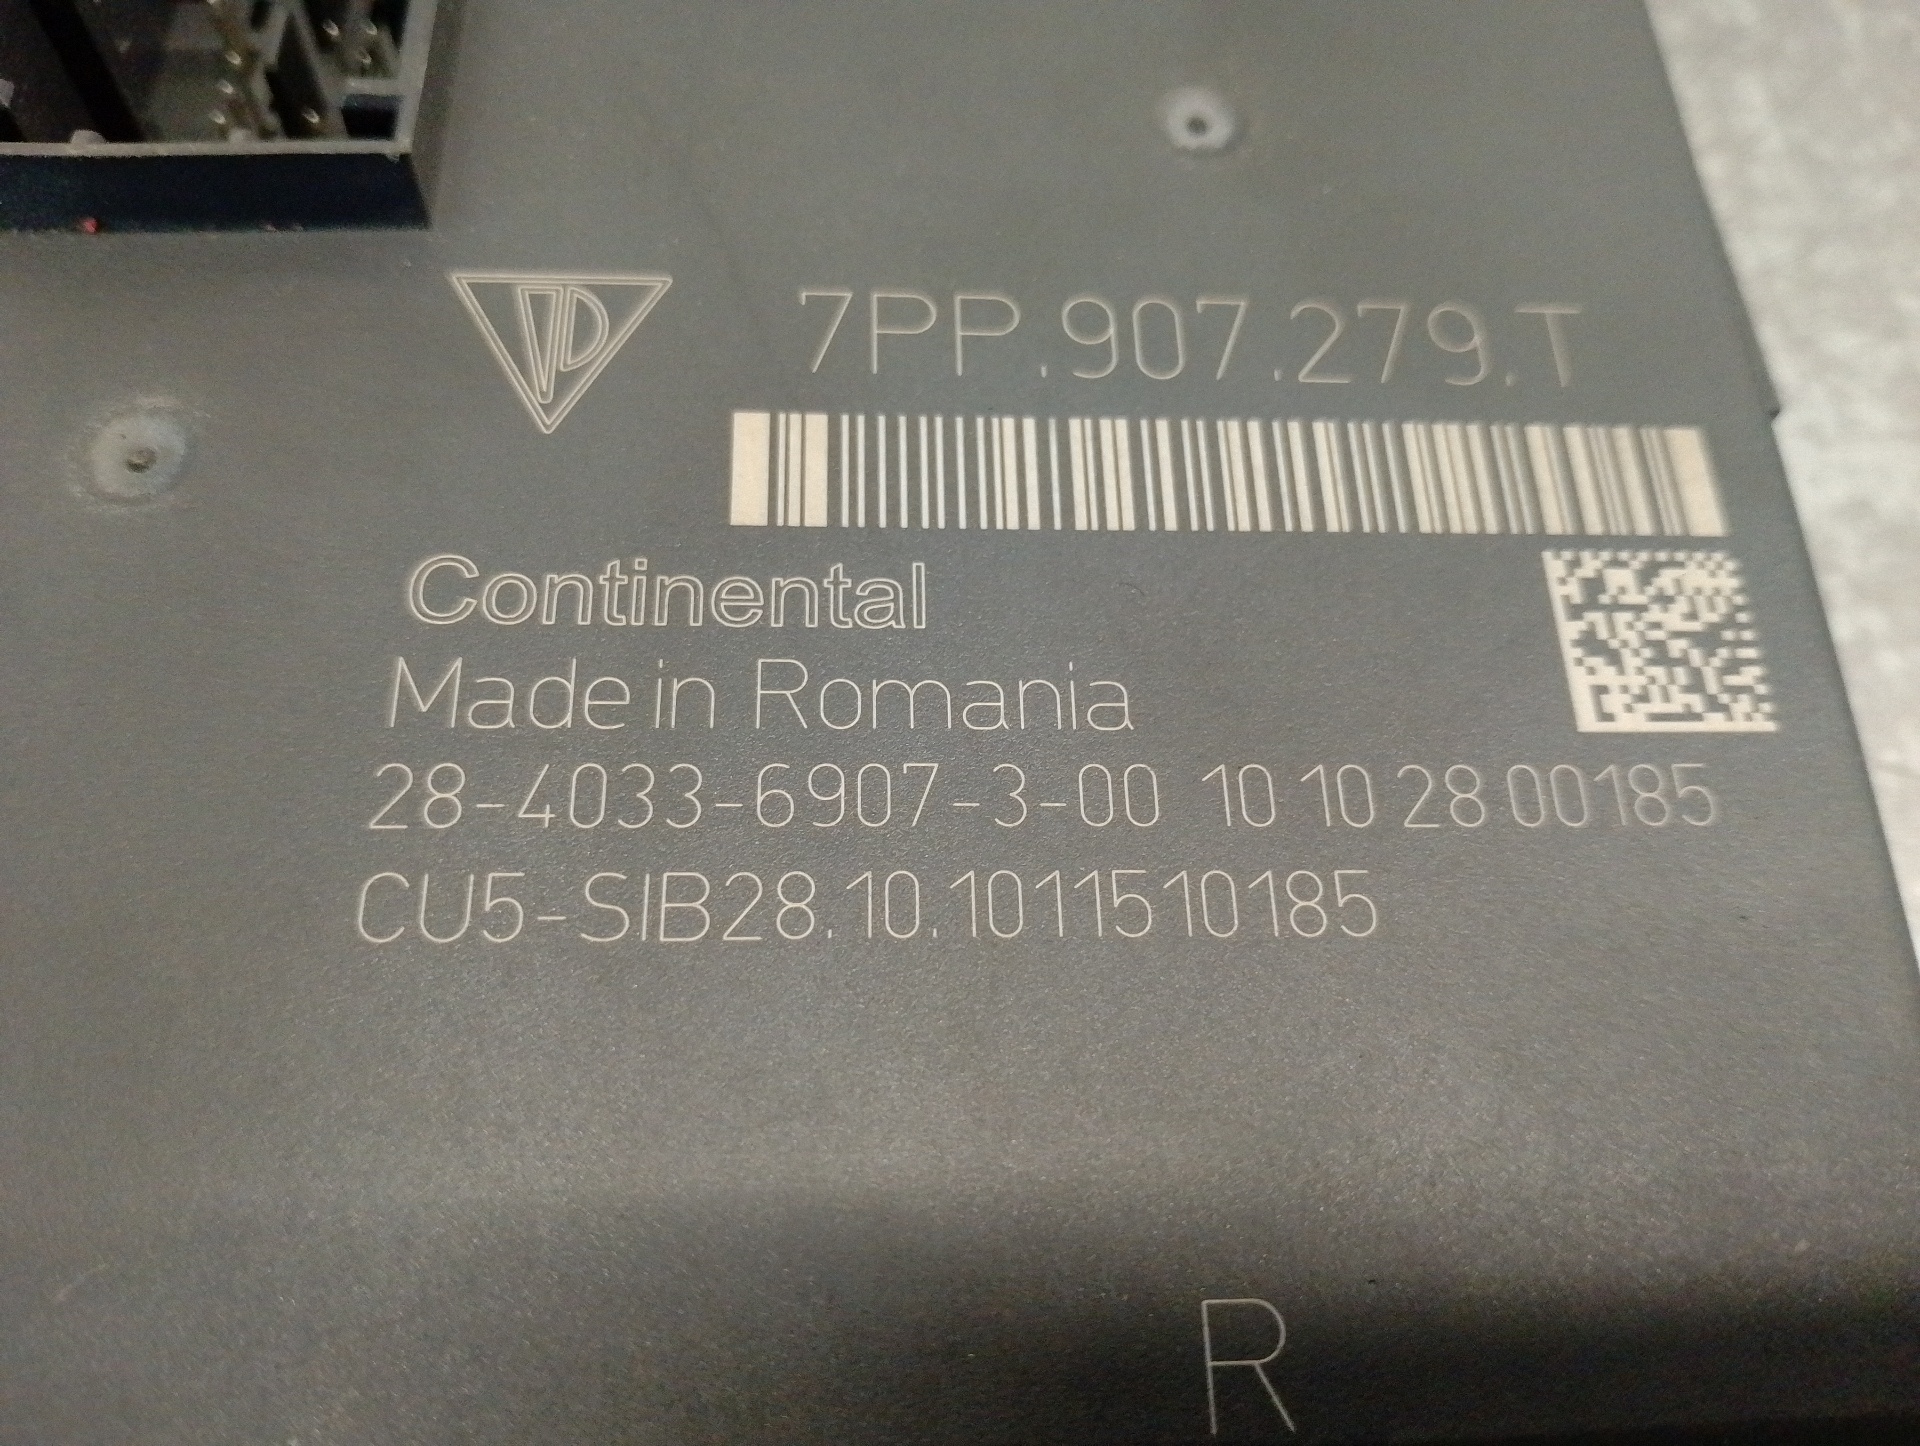 7PP.907.279.T
Continental
Made in Romania
28-4033-6907-3-00 10 10 28 00185
CU5-SIB28.10.1011510185
R